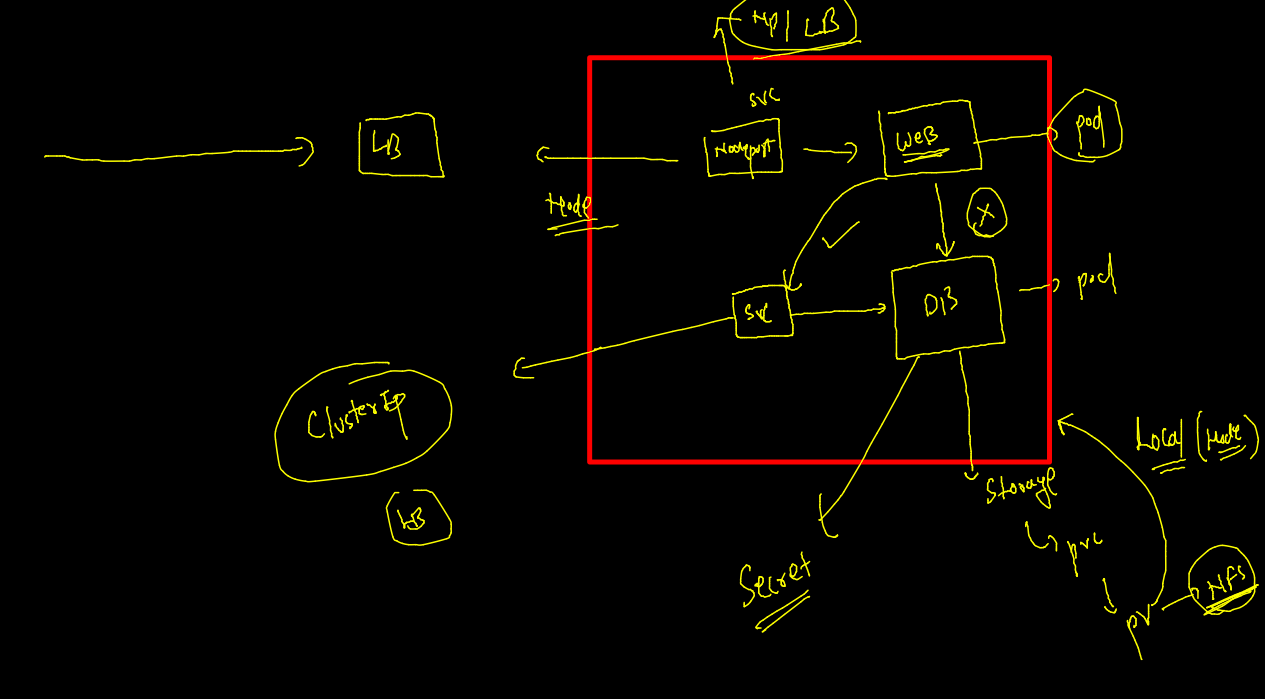 NP | LB
svc
LB
Nodeport
WEB
pod
Node
X
svc
DB
pod
ClusterIP
Local (Node)
LB
Storage
pvc
Secret
NFS
pv